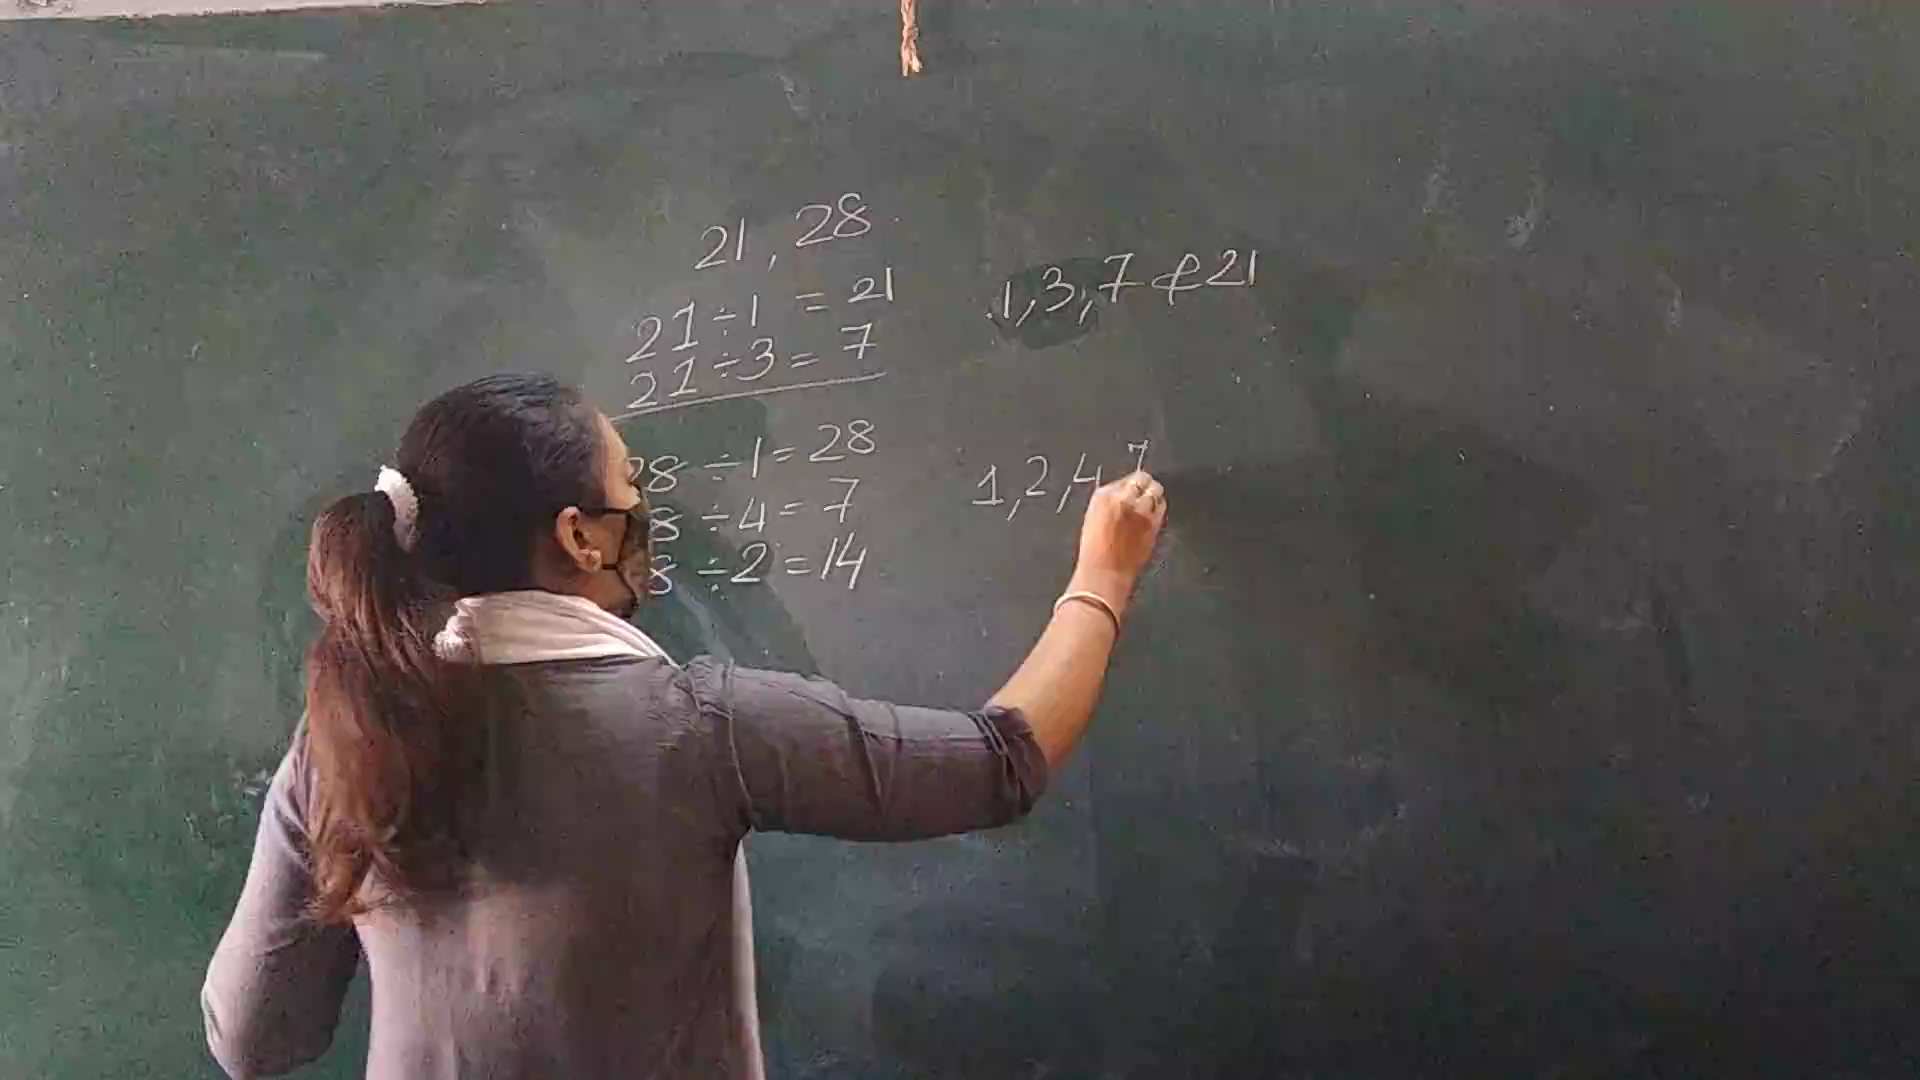 21, 28
21÷1 = 21
21÷3 = 7
1, 3, 7 & 21
28÷1=28
8÷4=7
8÷2=14
1, 2, 4 7